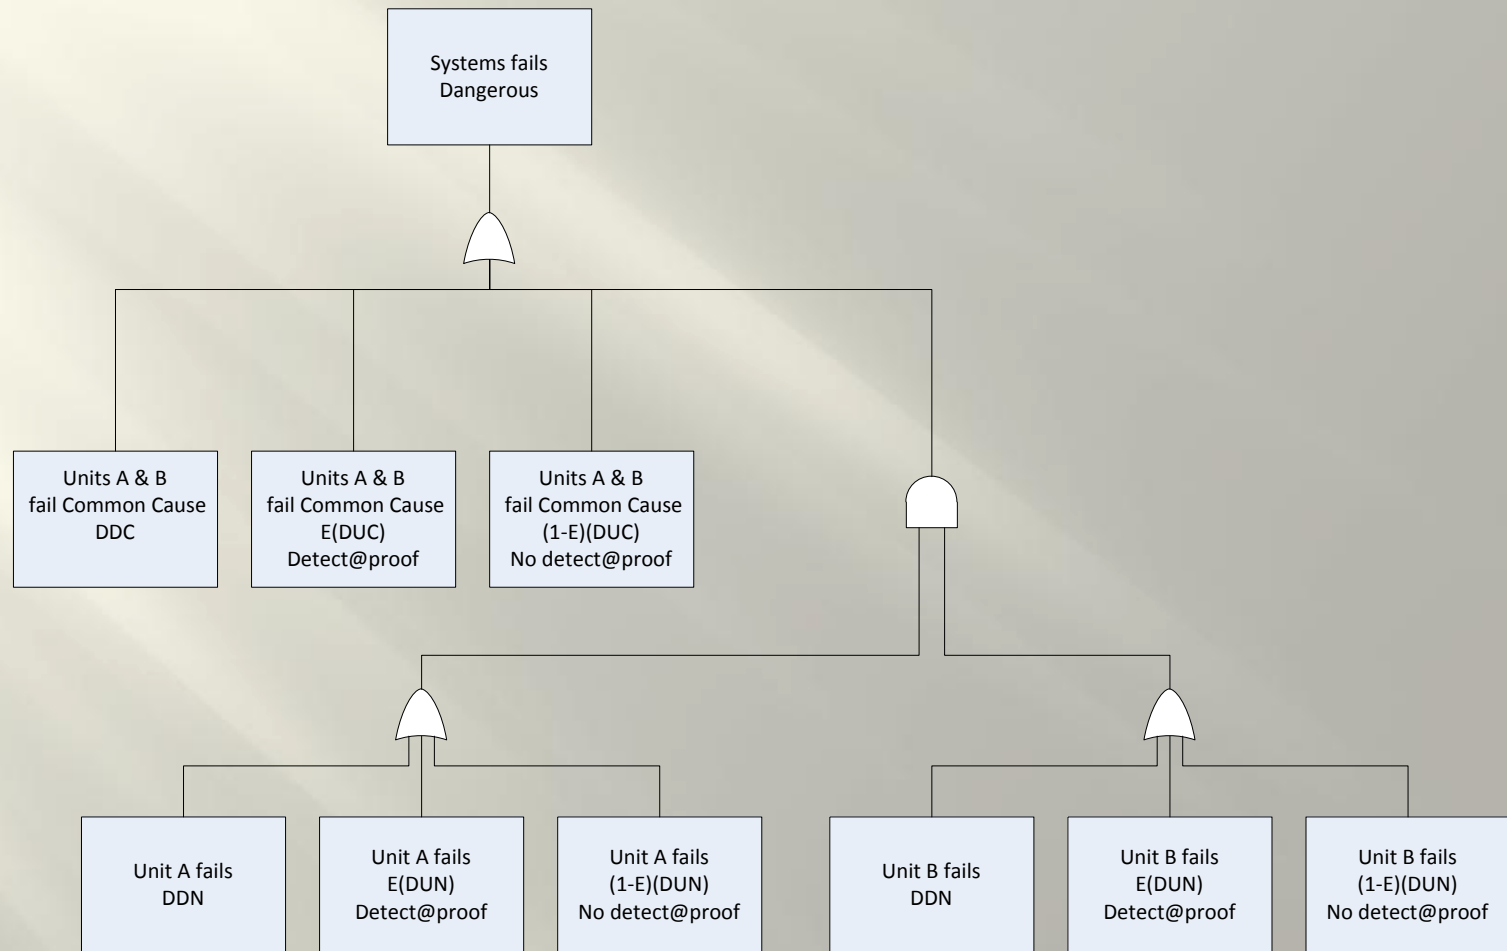 Systems fails
Dangerous
Units A & B
fail Common Cause
DDC
Units A & B
fail Common Cause
E(DUC)
Detect@proof
Units A & B
fail Common Cause
(1-E)(DUC)
No detect@proof
Unit A fails
DDN
Unit A fails
E(DUN)
Detect@proof
Unit A fails
(1-E)(DUN)
No detect@proof
Unit B fails
DDN
Unit B fails
E(DUN)
Detect@proof
Unit B fails
(1-E)(DUN)
No detect@proof